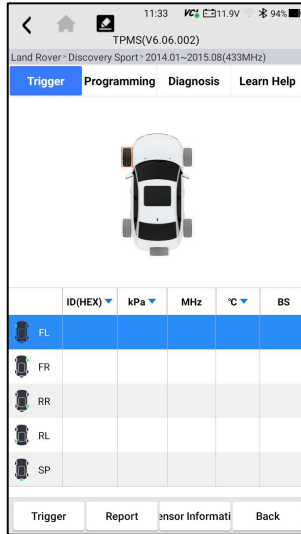 11:33 VCI 11.9V 94%
TPMS(V6.06.002)
Land Rover > Discovery Sport > 2014.01~2015.08(433MHz)
Trigger Programming Diagnosis Learn Help
ID(HEX) kPa MHz °C BS
FL
FR
RR
RL
SP
Trigger Report ensor Informati Back